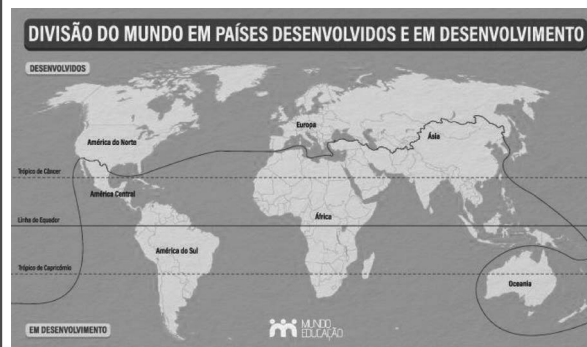 DIVISÃO DO MUNDO EM PAÍSES DESENVOLVIDOS E EM DESENVOLVIMENTO
DESENVOLVIDOS
Europa
Ásia
América do Norte
Trópico de Câncer
América Central
África
Linha do Equador
América do Sul
Trópico de Capricórnio
Oceania
EM DESENVOLVIMENTO
MUNDO
EDUCAÇÃO